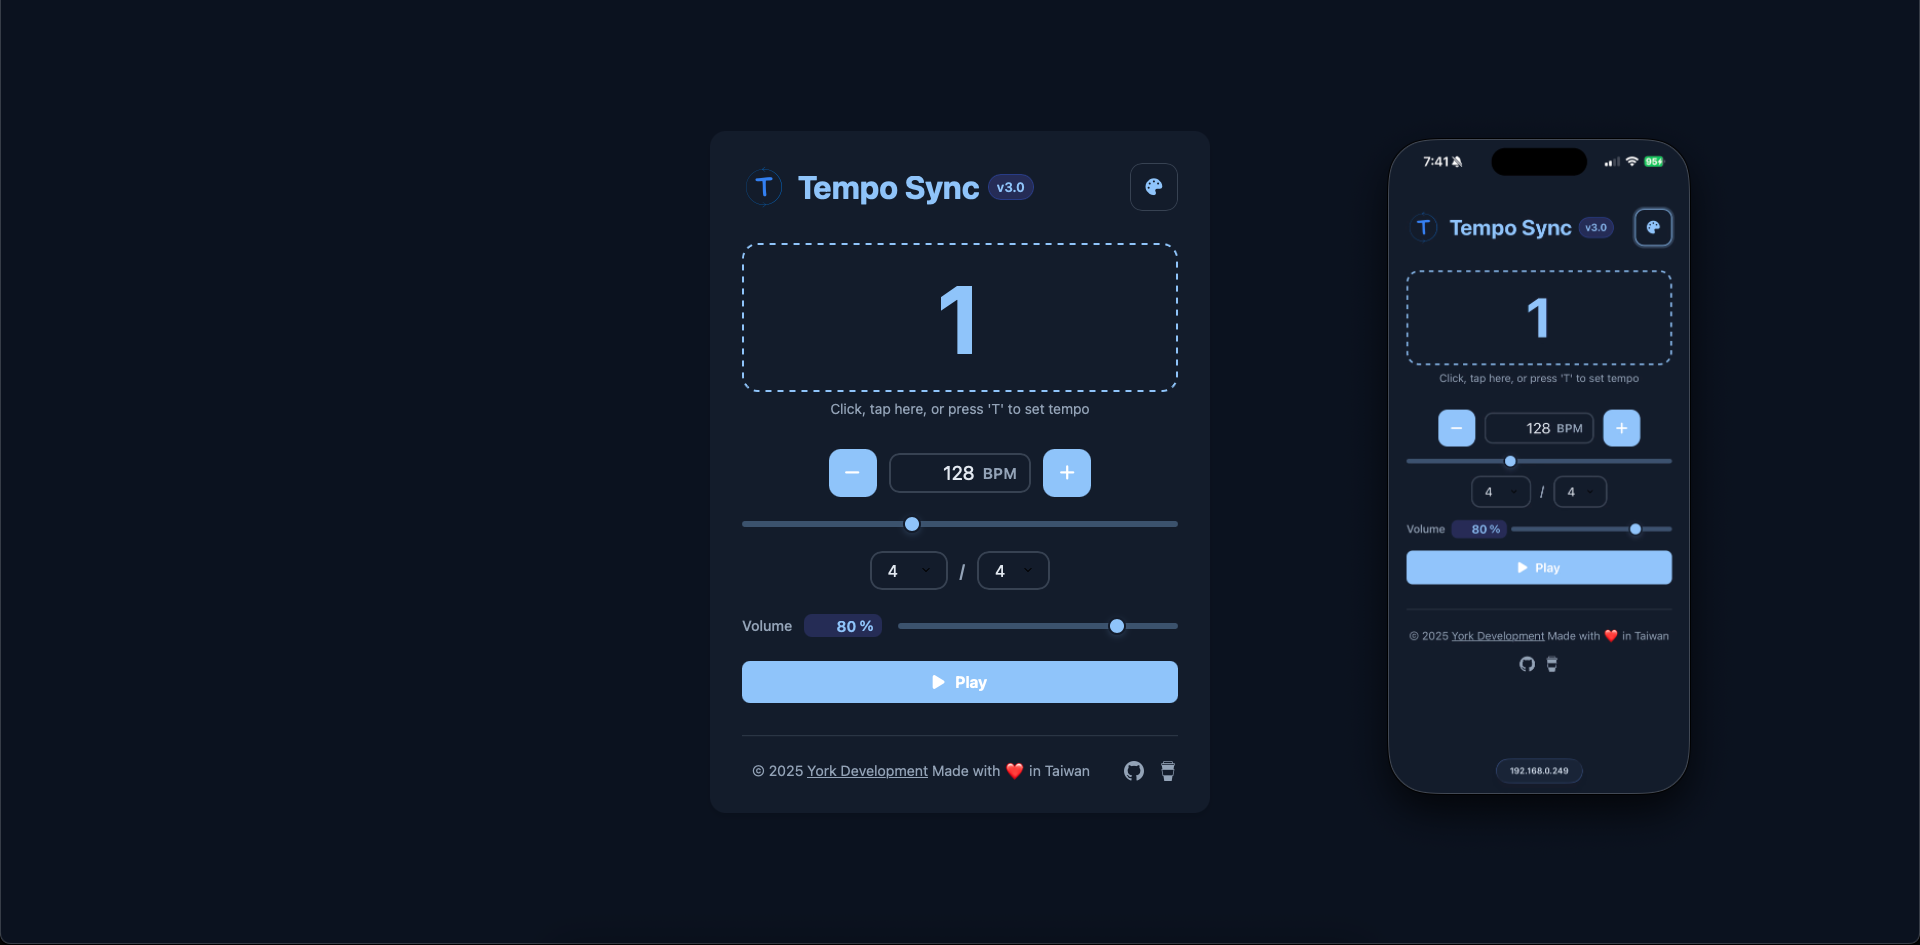 T Tempo Sync v3.0
1
Click, tap here, or press 'T' to set tempo
− 128 BPM +
4 / 4
Volume 80 %
Play
© 2025 York Development Made with ❤️ in Taiwan
7:41 95
T Tempo Sync v3.0
1
Click, tap here, or press 'T' to set tempo
− 128 BPM +
4 / 4
Volume 80 %
Play
© 2025 York Development Made with ❤️ in Taiwan
192.168.0.249